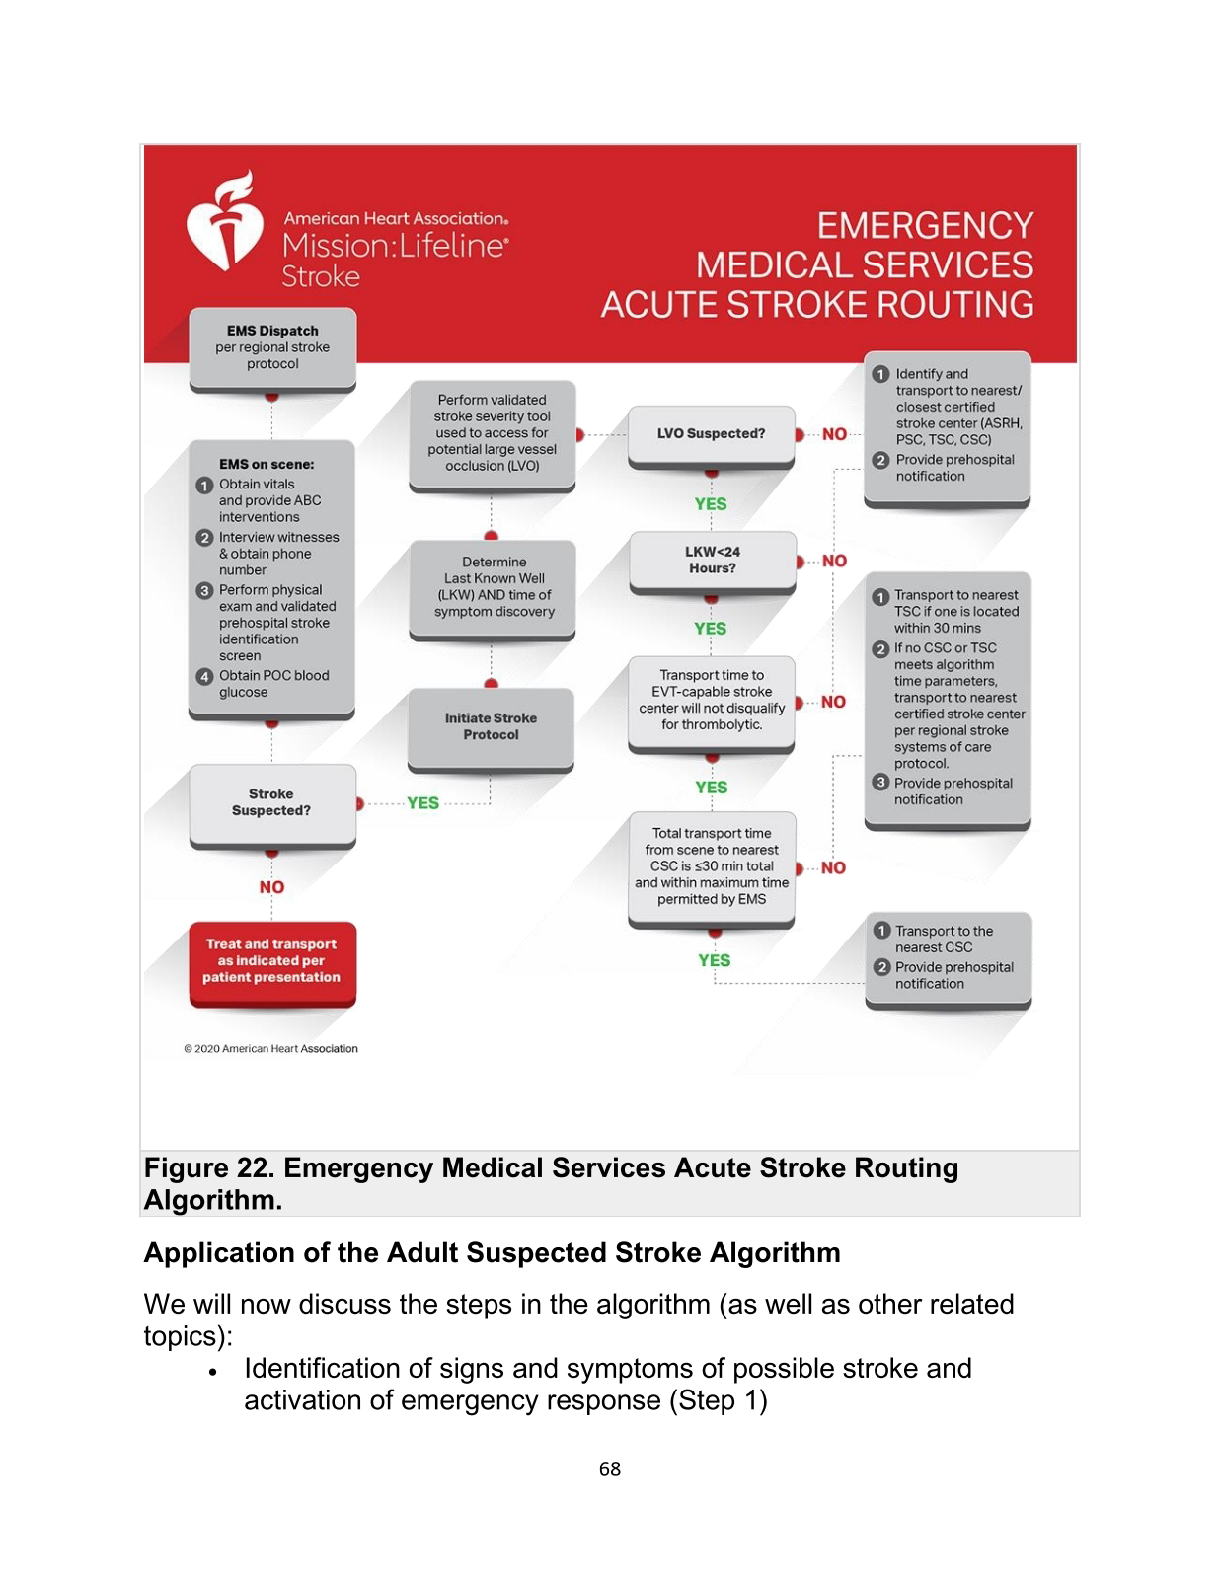 American Heart Association®
Mission:Lifeline®
Stroke
EMERGENCY
MEDICAL SERVICES
ACUTE STROKE ROUTING
EMS Dispatch
per regional stroke
protocol
EMS on scene:
1 Obtain vitals
and provide ABC
interventions
2 Interview witnesses
& obtain phone
number
3 Perform physical
exam and validated
prehospital stroke
identification
screen
4 Obtain POC blood
glucose
Stroke
Suspected?
NO
Treat and transport
as indicated per
patient presentation
YES
Initiate Stroke
Protocol
Determine
Last Known Well
(LKW) AND time of
symptom discovery
Perform validated
stroke severity tool
used to access for
potential large vessel
occlusion (LVO)
LVO Suspected?
NO
YES
LKW<24
Hours?
NO
YES
Transport time to
EVT-capable stroke
center will not disqualify
for thrombolytic.
NO
YES
Total transport time
from scene to nearest
CSC is ≤30 min total
and within maximum time
permitted by EMS
NO
YES
1 Identify and
transport to nearest/
closest certified
stroke center (ASRH,
PSC, TSC, CSC)
2 Provide prehospital
notification
1 Transport to nearest
TSC if one is located
within 30 mins
2 If no CSC or TSC
meets algorithm
time parameters,
transport to nearest
certified stroke center
per regional stroke
systems of care
protocol.
3 Provide prehospital
notification
1 Transport to the
nearest CSC
2 Provide prehospital
notification
© 2020 American Heart Association
Figure 22. Emergency Medical Services Acute Stroke Routing
Algorithm.
Application of the Adult Suspected Stroke Algorithm
We will now discuss the steps in the algorithm (as well as other related
topics):
• Identification of signs and symptoms of possible stroke and
activation of emergency response (Step 1)
68